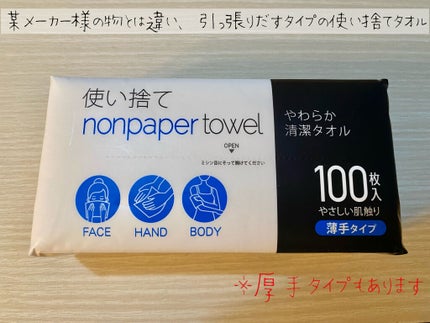 某メーカー様の物とは違い、引っ張りだすタイプの使い捨てタオル
使い捨て
nonpaper towel
OPEN
ミシン目にそって開けてください
FACE
HAND
BODY
やわらか
清潔タオル
100枚入
やさしい肌触り
薄手タイプ
※厚手タイプもあります